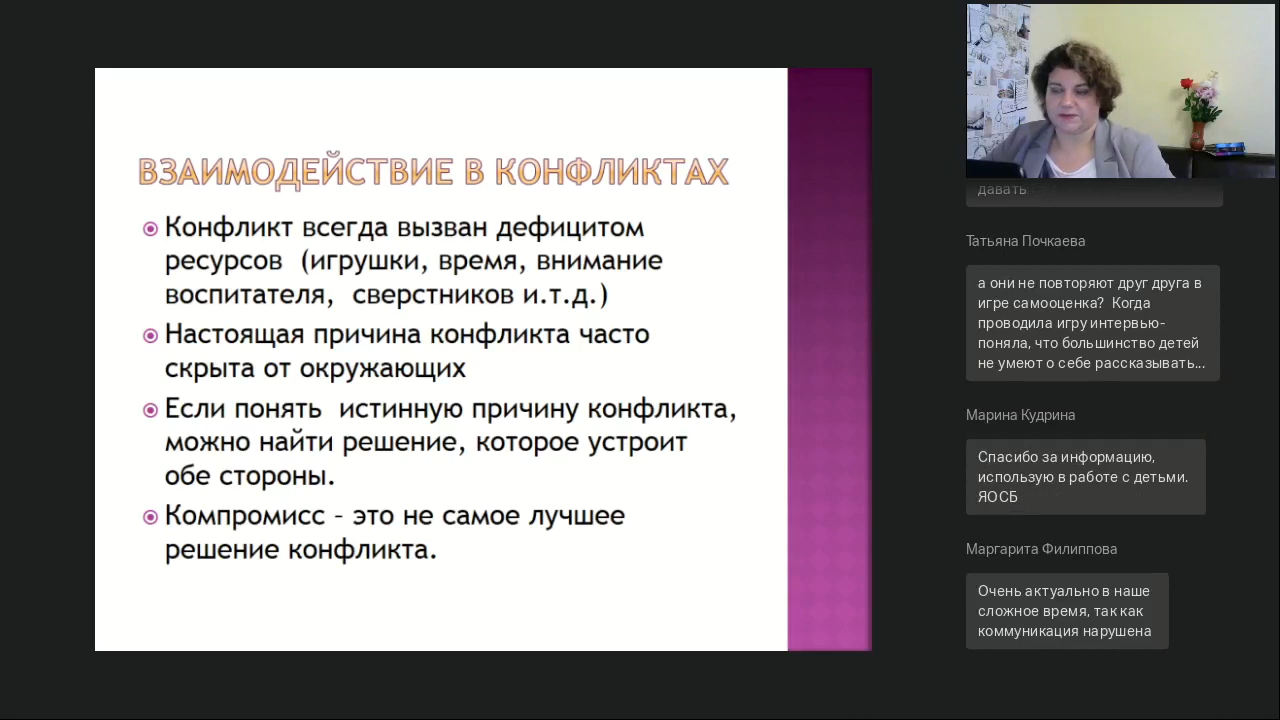 ВЗАИМОДЕЙСТВИЕ В КОНФЛИКТАХ
Конфликт всегда вызван дефицитом
ресурсов (игрушки, время, внимание
воспитателя, сверстников и.т.д.)
Настоящая причина конфликта часто
скрыта от окружающих
Если понять истинную причину конфликта,
можно найти решение, которое устроит
обе стороны.
Компромисс - это не самое лучшее
решение конфликта.
давать
Татьяна Почкаева
а они не повторяют друг друга в
игре самооценка? Когда
проводила игру интервью-
поняла, что большинство детей
не умеют о себе рассказывать...
Марина Кудрина
Спасибо за информацию,
использую в работе с детьми.
ЯОСБ
Маргарита Филиппова
Очень актуально в наше
сложное время, так как
коммуникация нарушена